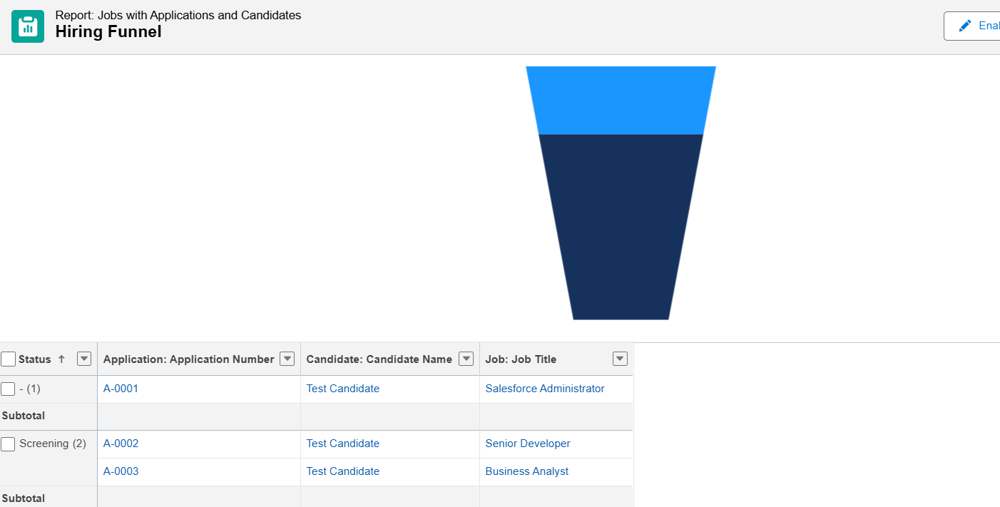 Report: Jobs with Applications and Candidates
Hiring Funnel
Enal
Status ↑ Application: Application Number Candidate: Candidate Name Job: Job Title
- (1) A-0001 Test Candidate Salesforce Administrator
Subtotal
Screening (2) A-0002 Test Candidate Senior Developer
A-0003 Test Candidate Business Analyst
Subtotal